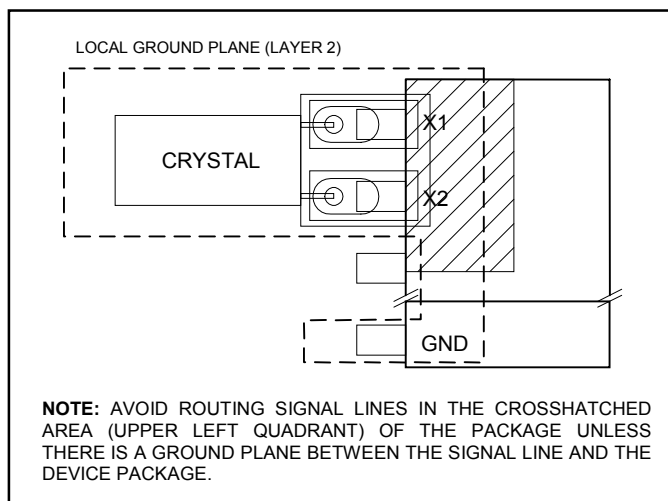 LOCAL GROUND PLANE (LAYER 2)
X1
CRYSTAL
X2
GND
NOTE: AVOID ROUTING SIGNAL LINES IN THE CROSSHATCHED
AREA (UPPER LEFT QUADRANT) OF THE PACKAGE UNLESS
THERE IS A GROUND PLANE BETWEEN THE SIGNAL LINE AND THE
DEVICE PACKAGE.